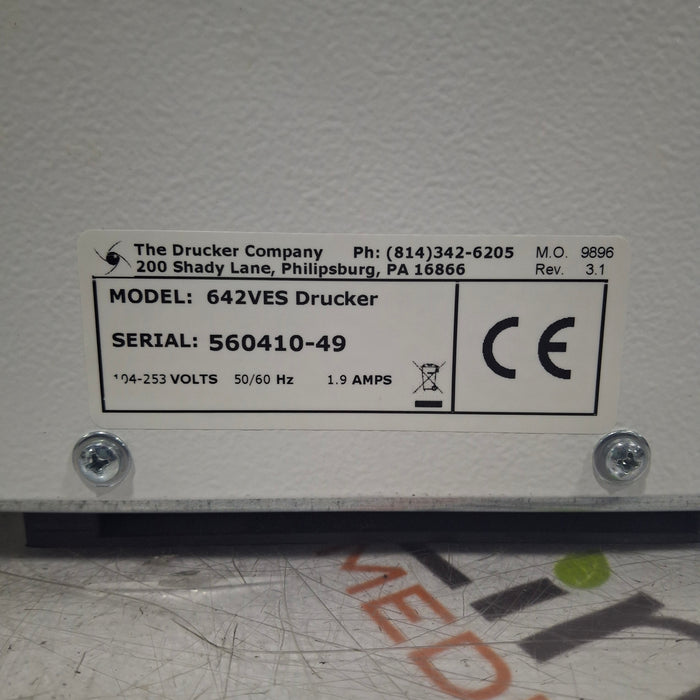 The Drucker Company Ph: (814)342-6205 M.O. 9896
200 Shady Lane, Philipsburg, PA 16866 Rev. 3.1
MODEL: 642VES Drucker
SERIAL: 560410-49
104-253 VOLTS 50/60 Hz 1.9 AMPS
CE
MED